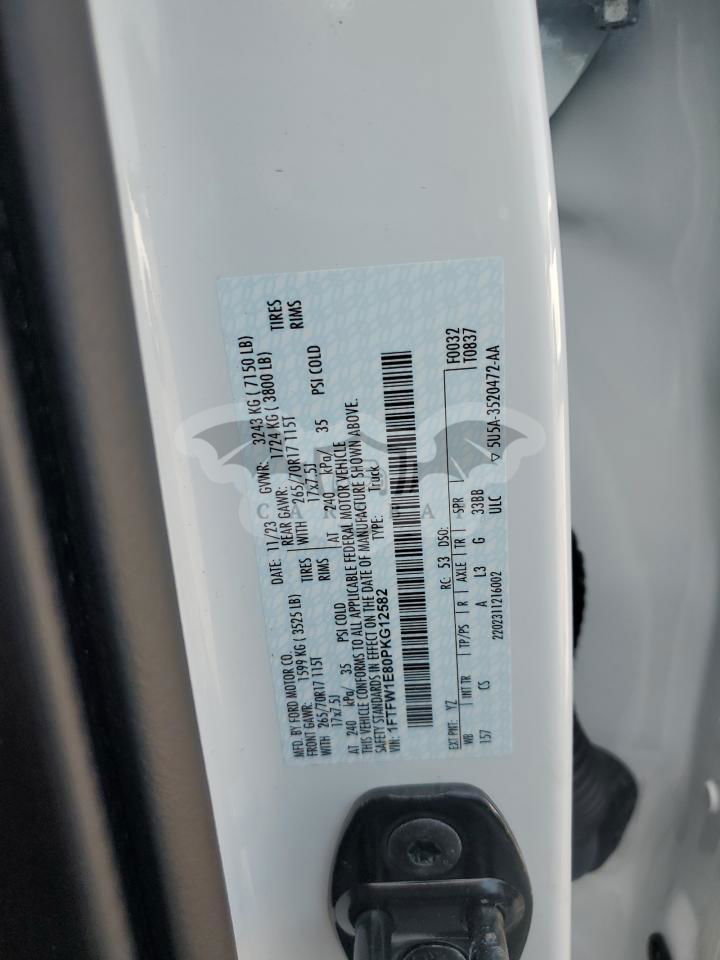 MFD. BY FORD MOTOR CO.
DATE: 11/23 GVWR: 3243 KG ( 7150 LB)
FRONT GAWR: 1599 KG ( 3525 LB) REAR GAWR: 1724 KG ( 3800 LB)
WITH 265/70R17 115T TIRES WITH 265/70R17 115T TIRES
17x7.5J RIMS 17x7.5J RIMS
AT 240 kPa/ 35 PSI COLD AT 240 kPa/ 35 PSI COLD
THIS VEHICLE CONFORMS TO ALL APPLICABLE FEDERAL MOTOR VEHICLE
SAFETY STANDARDS IN EFFECT ON THE DATE OF MANUFACTURE SHOWN ABOVE.
VIN: 1FTFW1E80PKG12582 TYPE: Truck
F0032
T0837
EXT PNT: YZ RC: 53 DSO:
WB INT TR TP/PS R AXLE TR SPR
157 CS A L3 G 33BB
2202311216002 ULC 5U5A-3520472-AA